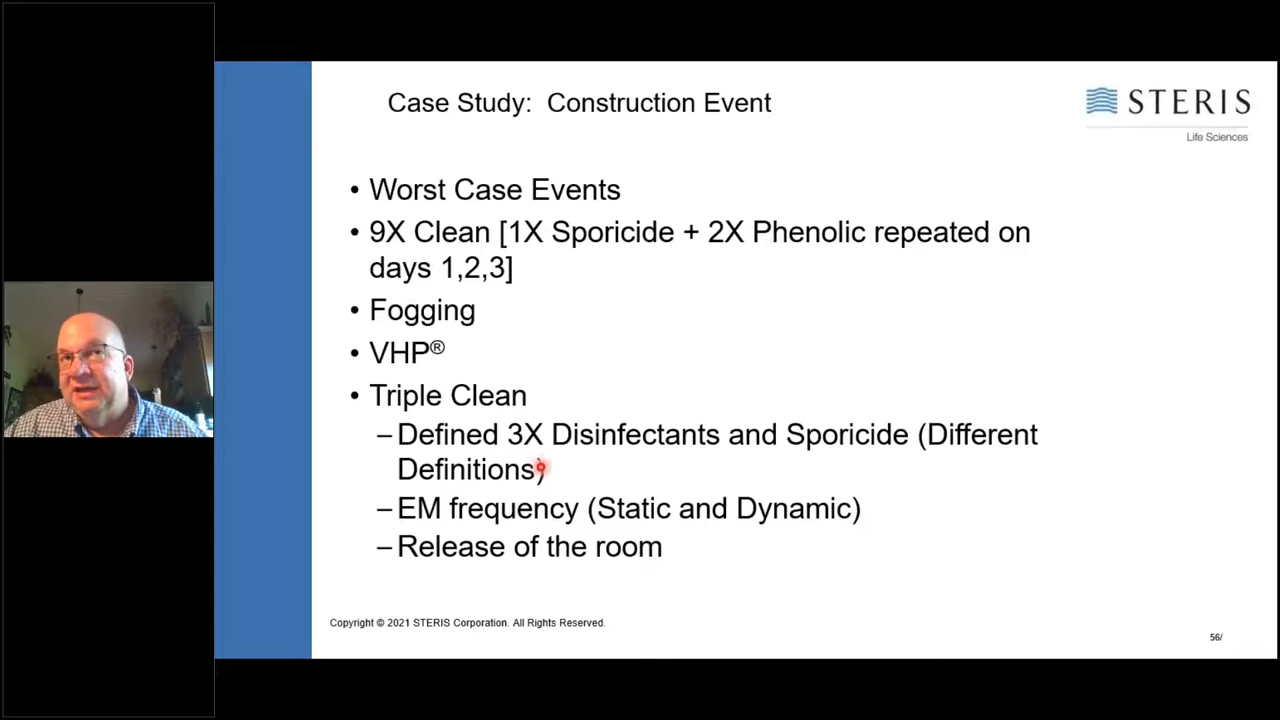 Case Study: Construction Event
STERIS
Life Sciences
• Worst Case Events
• 9X Clean [1X Sporicide + 2X Phenolic repeated on
days 1,2,3]
• Fogging
• VHP®
• Triple Clean
– Defined 3X Disinfectants and Sporicide (Different
Definitions)
– EM frequency (Static and Dynamic)
– Release of the room
Copyright © 2021 STERIS Corporation. All Rights Reserved.
56/